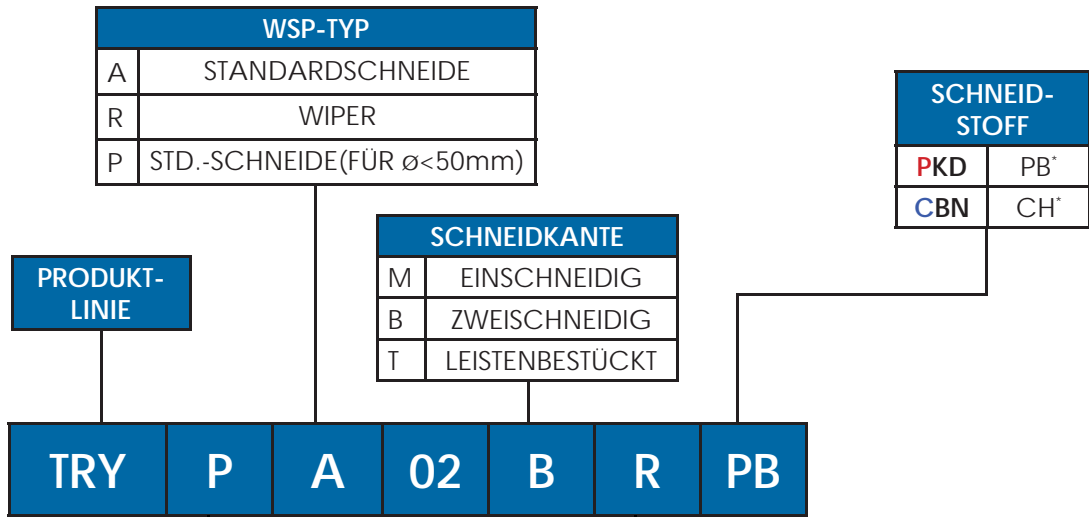 WSP-TYP
A STANDARDSCHNEIDE
R WIPER
P STD.-SCHNEIDE(FÜR ø<50mm)
SCHNEID-
STOFF
PKD PB*
CBN CH*
SCHNEIDKANTE
M EINSCHNEIDIG
B ZWEISCHNEIDIG
T LEISTENBESTÜCKT
PRODUKT-
LINIE
TRY P A 02 B R PB